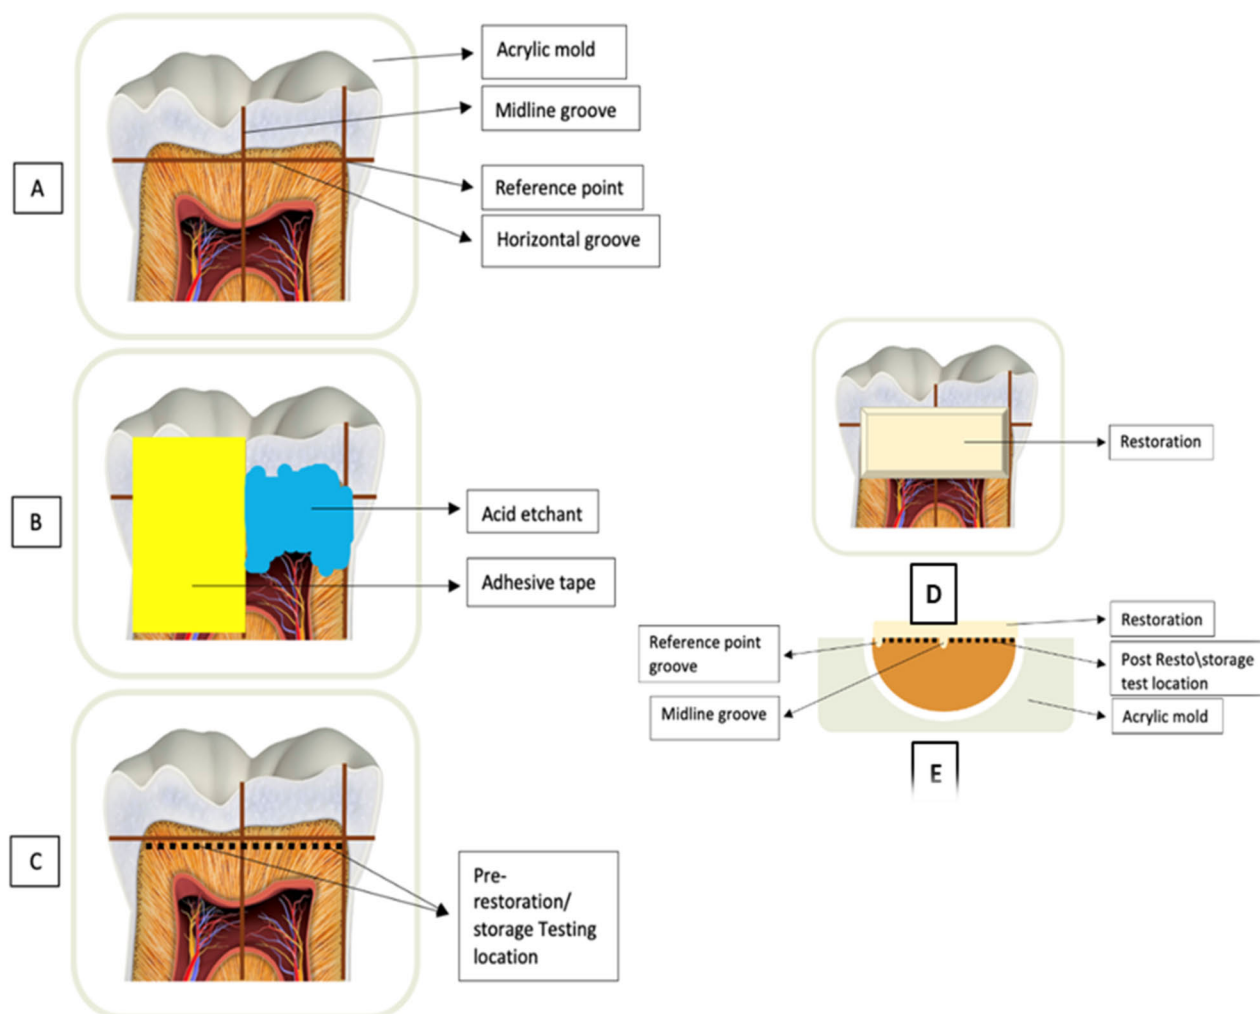 A
Acrylic mold
Midline groove
Reference point
Horizontal groove
B
Acid etchant
Adhesive tape
C
Pre-
restoration/
storage Testing
location
Restoration
D
Restoration
Reference point
groove
Post Resto\storage
test location
Midline groove
Acrylic mold
E